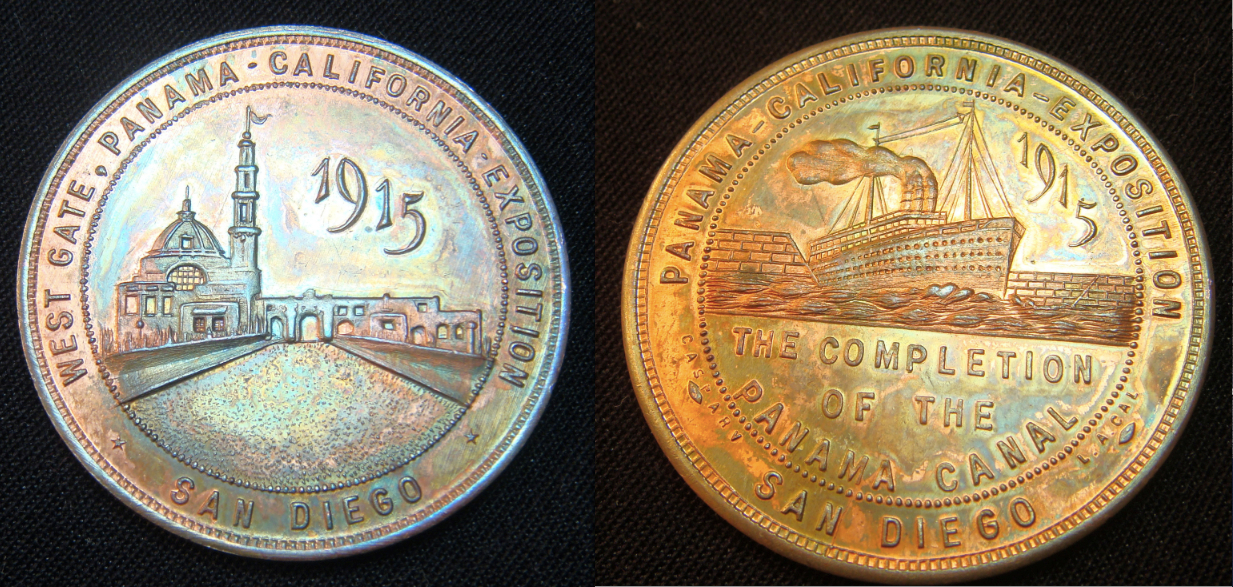 WEST GATE, PANAMA-CALIFORNIA-EXPOSITION
1915
SAN DIEGO
PANAMA-CALIFORNIA-EXPOSITION
1915
THE COMPLETION
OF THE
PANAMA CANAL
SAN DIEGO
L.A.CAL